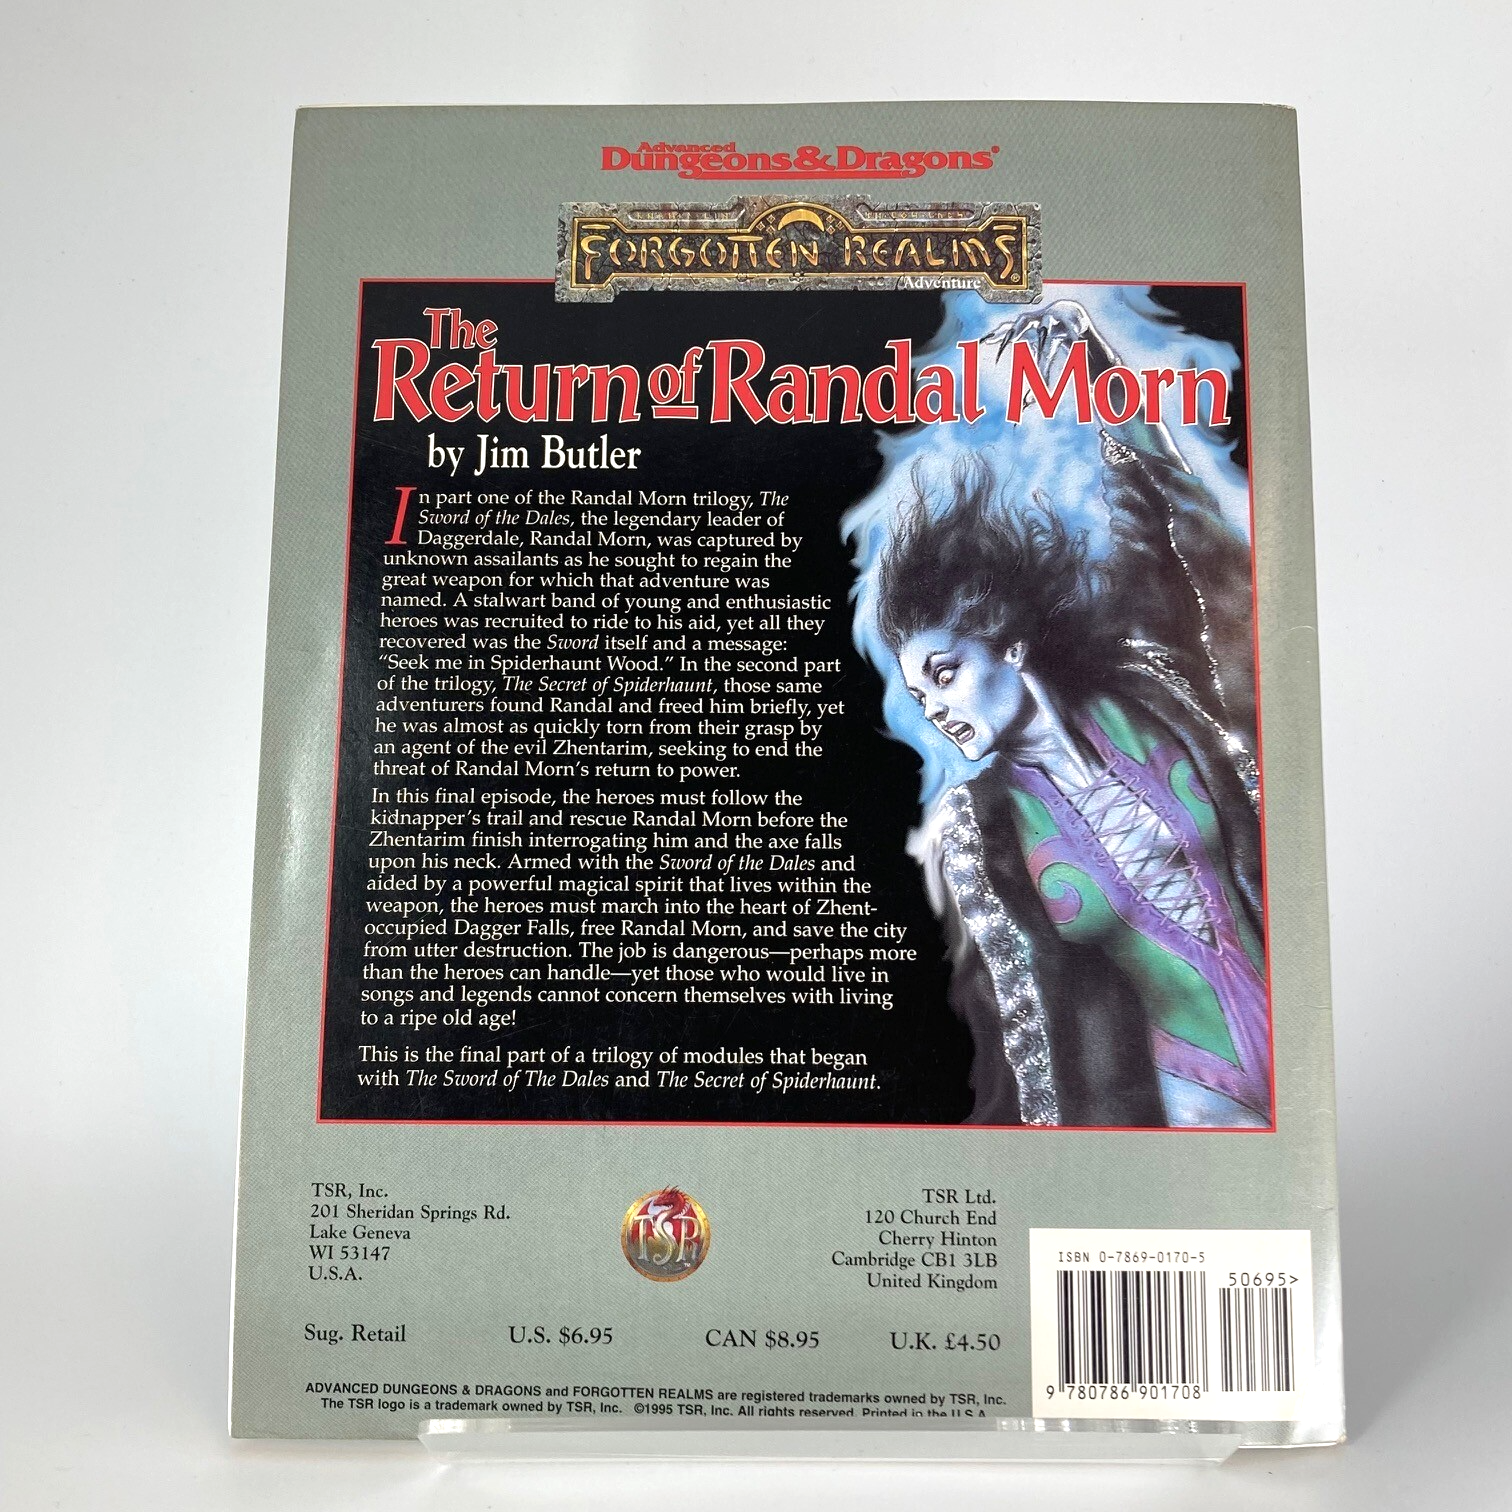 Advanced
Dungeons & Dragons®
FORGOTTEN REALMS®
Adventure
The
Return of Randal Morn
by Jim Butler
In part one of the Randal Morn trilogy, The
Sword of the Dales, the legendary leader of
Daggerdale, Randal Morn, was captured by
unknown assailants as he sought to regain the
great weapon for which that adventure was
named. A stalwart band of young and enthusiastic
heroes was recruited to ride to his aid, yet all they
recovered was the Sword itself and a message:
“Seek me in Spiderhaunt Wood.” In the second part
of the trilogy, The Secret of Spiderhaunt, those same
adventurers found Randal and freed him briefly, yet
he was almost as quickly torn from their grasp by
an agent of the evil Zhentarim, seeking to end the
threat of Randal Morn’s return to power.
In this final episode, the heroes must follow the
kidnapper’s trail and rescue Randal Morn before the
Zhentarim finish interrogating him and the axe falls
upon his neck. Armed with the Sword of the Dales and
aided by a powerful magical spirit that lives within the
weapon, the heroes must march into the heart of Zhent-
occupied Dagger Falls, free Randal Morn, and save the city
from utter destruction. The job is dangerous—perhaps more
than the heroes can handle—yet those who would live in
songs and legends cannot concern themselves with living
to a ripe old age!
This is the final part of a trilogy of modules that began
with The Sword of The Dales and The Secret of Spiderhaunt.
TSR, Inc.
201 Sheridan Springs Rd.
Lake Geneva
WI 53147
U.S.A.
TSR
TSR Ltd.
120 Church End
Cherry Hinton
Cambridge CB1 3LB
United Kingdom
ISBN 0-7869-0170-5
50695>
9 780786 901708
Sug. Retail U.S. $6.95 CAN $8.95 U.K. £4.50
ADVANCED DUNGEONS & DRAGONS and FORGOTTEN REALMS are registered trademarks owned by TSR, Inc.
The TSR logo is a trademark owned by TSR, Inc. ©1995 TSR, Inc. All rights reserved. Printed in the U.S.A.